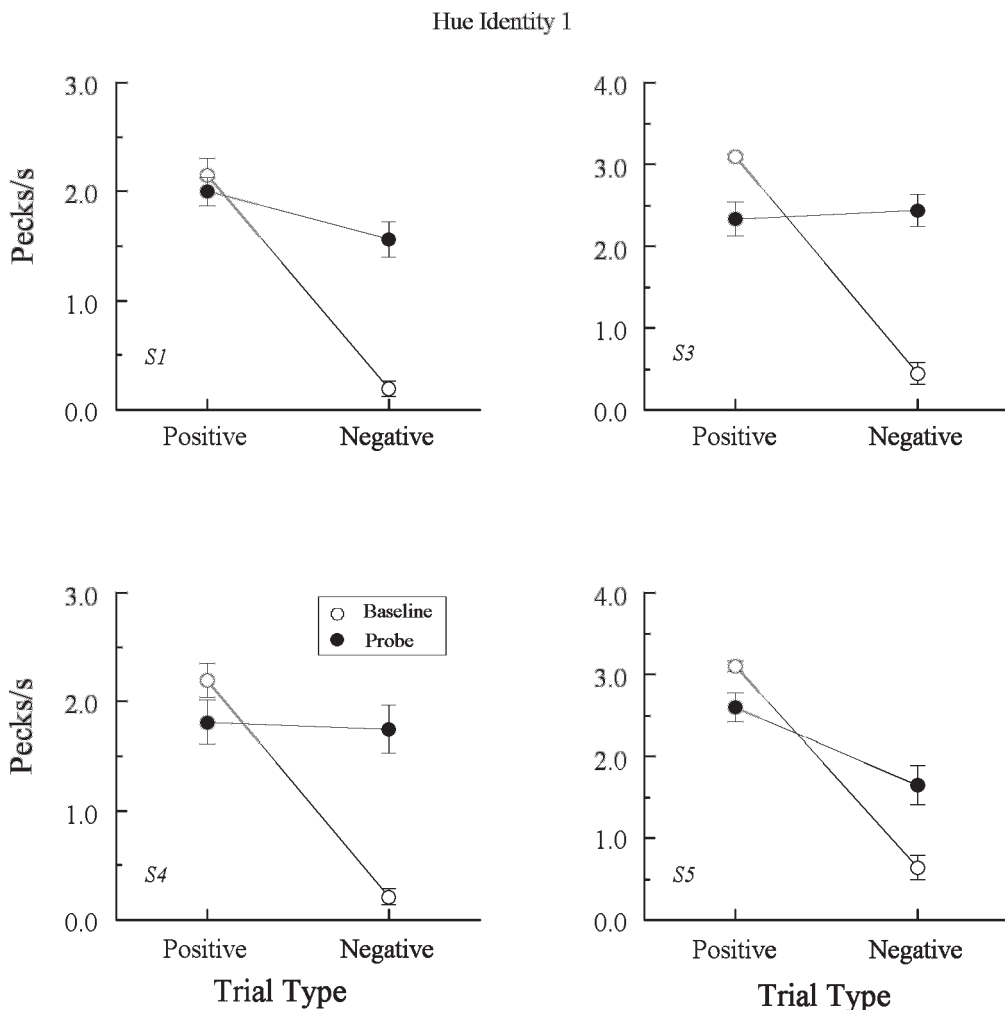 Hue Identity 1
Pecks/s
3.0
2.0
1.0
0.0
S1
Positive Negative
4.0
3.0
2.0
1.0
0.0
S3
Positive Negative
Pecks/s
3.0
2.0
1.0
0.0
Baseline
Probe
S4
Positive Negative
Trial Type
4.0
3.0
2.0
1.0
0.0
S5
Positive Negative
Trial Type